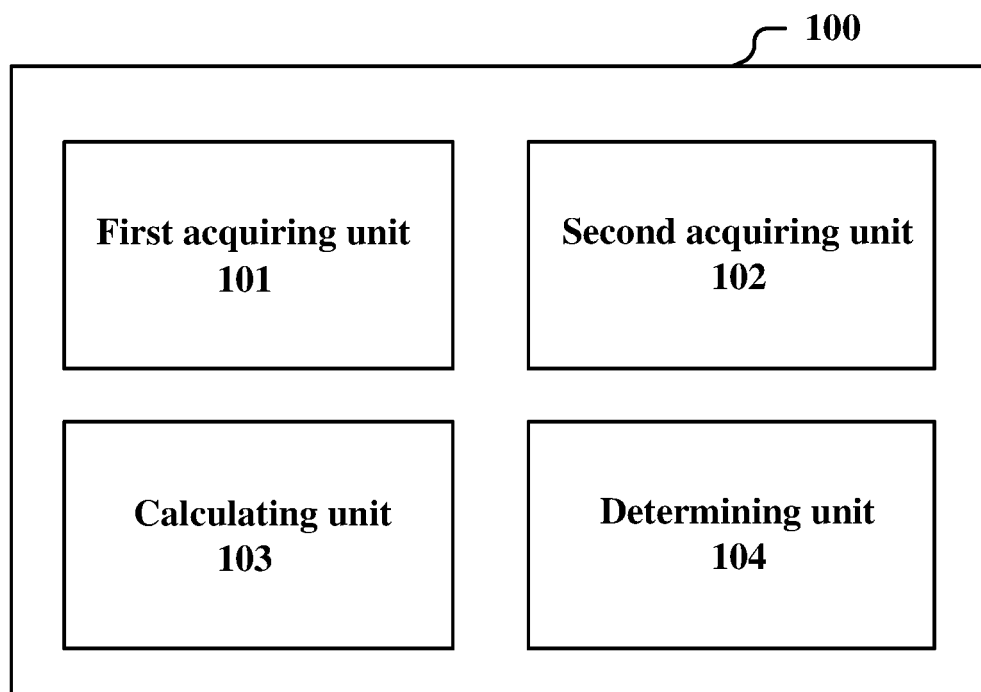 100
First acquiring unit
101
Second acquiring unit
102
Calculating unit
103
Determining unit
104